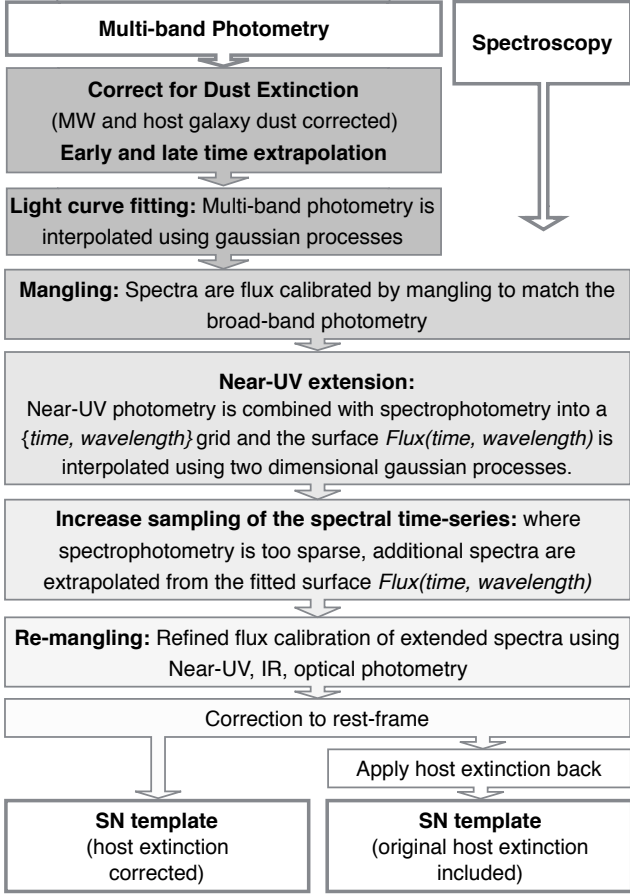 Multi-band Photometry
Spectroscopy
Correct for Dust Extinction
(MW and host galaxy dust corrected)
Early and late time extrapolation
Light curve fitting: Multi-band photometry is
interpolated using gaussian processes
Mangling: Spectra are flux calibrated by mangling to match the
broad-band photometry
Near-UV extension:
Near-UV photometry is combined with spectrophotometry into a
{time, wavelength} grid and the surface Flux(time, wavelength) is
interpolated using two dimensional gaussian processes.
Increase sampling of the spectral time-series: where
spectrophotometry is too sparse, additional spectra are
extrapolated from the fitted surface Flux(time, wavelength)
Re-mangling: Refined flux calibration of extended spectra using
Near-UV, IR, optical photometry
Correction to rest-frame
Apply host extinction back
SN template
(host extinction
corrected)
SN template
(original host extinction
included)